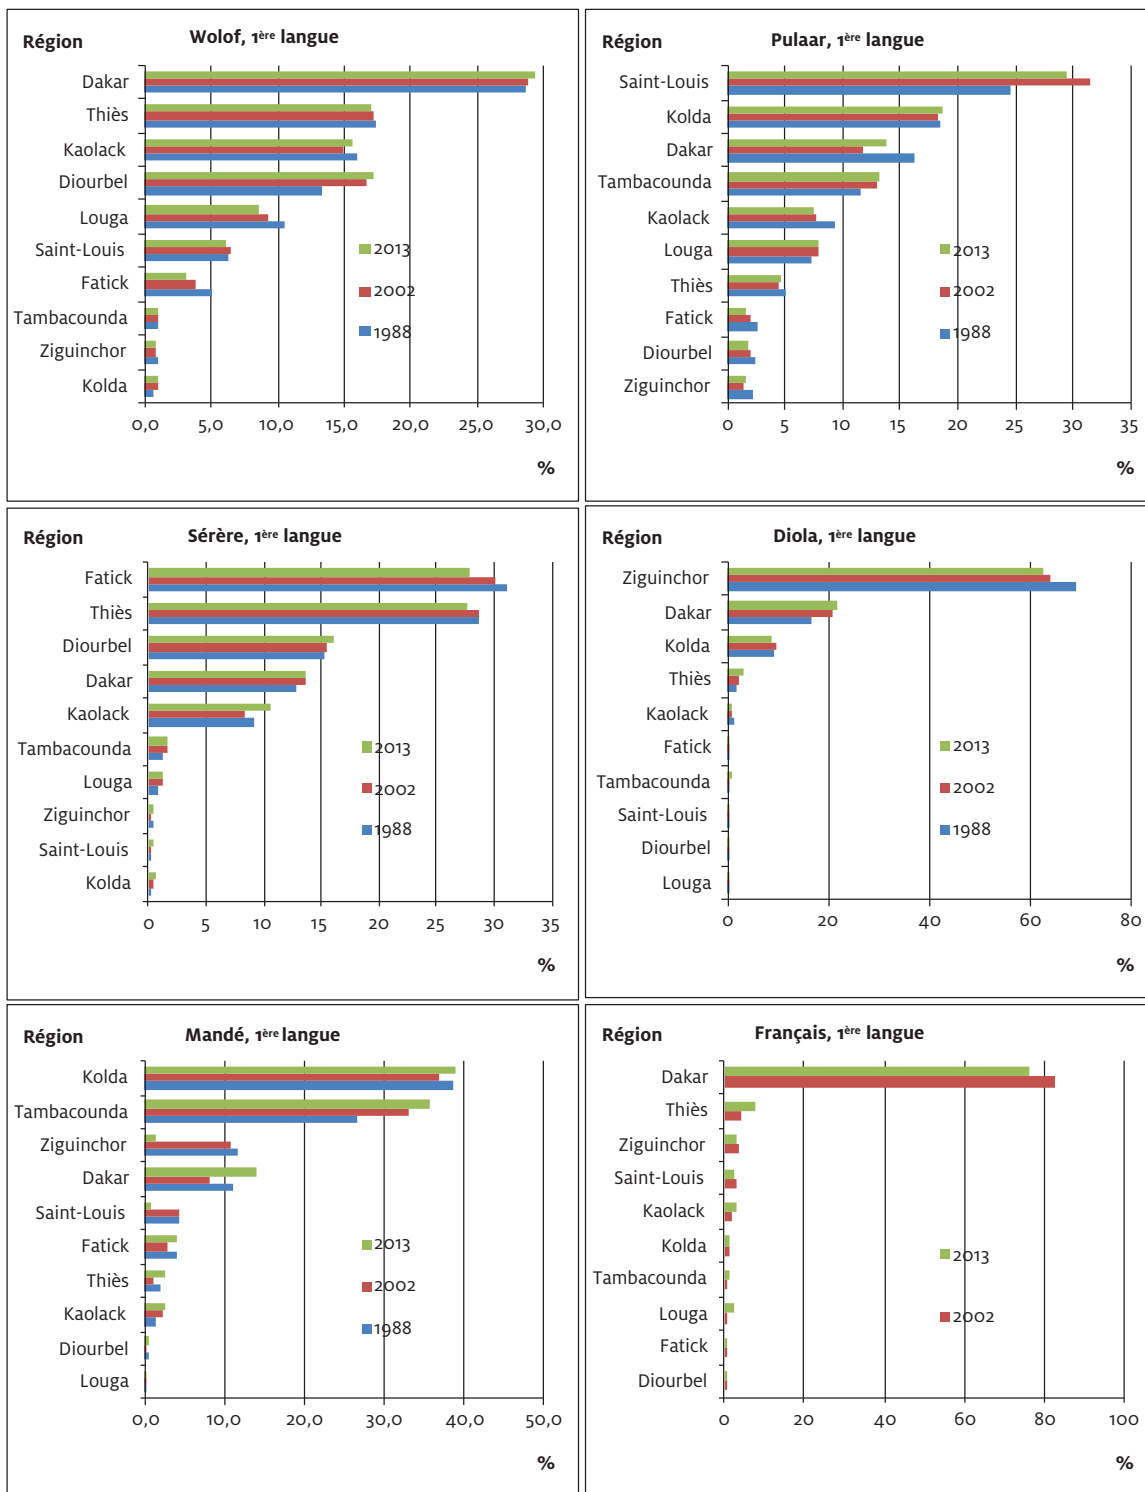 Région
Wolof, 1ère langue
Dakar
Thiès
Kaolack
Diourbel
Louga
Saint-Louis
Fatick
Tambacounda
Ziguinchor
Kolda
2013
2002
1988
0,0 5,0 10,0 15,0 20,0 25,0 30,0
%
Région
Pulaar, 1ère langue
Saint-Louis
Kolda
Dakar
Tambacounda
Kaolack
Louga
Thiès
Fatick
Diourbel
Ziguinchor
2013
2002
1988
0 5 10 15 20 25 30 35
%
Région
Sérère, 1ère langue
Fatick
Thiès
Diourbel
Dakar
Kaolack
Tambacounda
Louga
Ziguinchor
Saint-Louis
Kolda
2013
2002
1988
0 5 10 15 20 25 30 35
%
Région
Diola, 1ère langue
Ziguinchor
Dakar
Kolda
Thiès
Kaolack
Fatick
Tambacounda
Saint-Louis
Diourbel
Louga
2013
2002
1988
0 20 40 60 80
%
Région
Mandé, 1ère langue
Kolda
Tambacounda
Ziguinchor
Dakar
Saint-Louis
Fatick
Thiès
Kaolack
Diourbel
Louga
2013
2002
1988
0,0 10,0 20,0 30,0 40,0 50,0
%
Région
Français, 1ère langue
Dakar
Thiès
Ziguinchor
Saint-Louis
Kaolack
Kolda
Tambacounda
Louga
Fatick
Diourbel
2013
2002
0 20 40 60 80 100
%